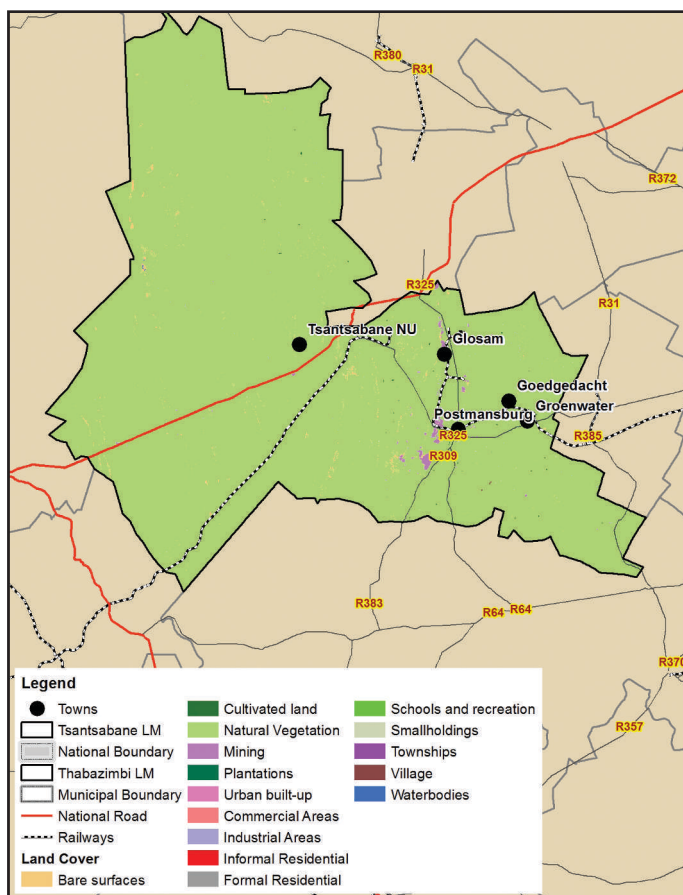 R380
R31
R372
R325
R31
Tsantsabane NU
Glosam
Goedgedacht
Groenwater
Postmansburg
R325
R385
R309
R383
R64
R64
R370
R357
Legend
Towns
Tsantsabane LM
National Boundary
Thabazimbi LM
Municipal Boundary
National Road
Railways
Land Cover
Bare surfaces
Cultivated land
Natural Vegetation
Mining
Plantations
Urban built-up
Commercial Areas
Industrial Areas
Informal Residential
Formal Residential
Schools and recreation
Smallholdings
Townships
Village
Waterbodies